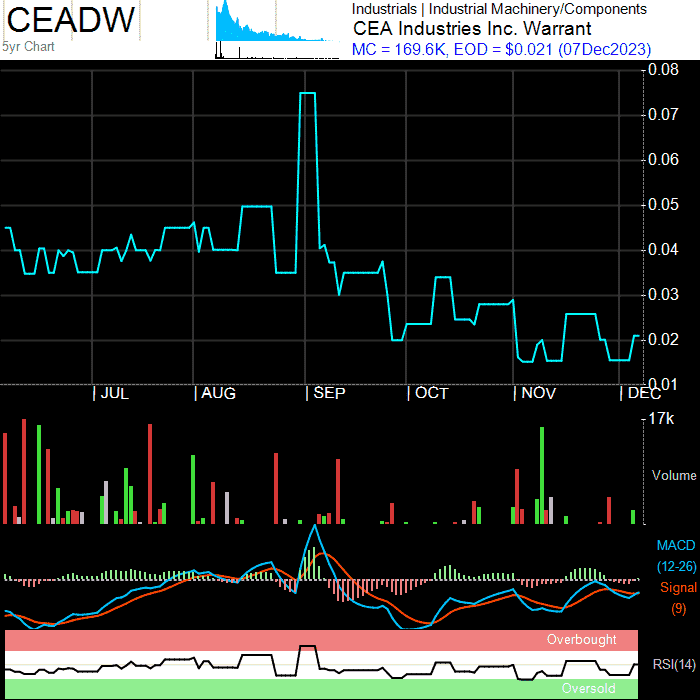 CEADW
5yr Chart
Industrials | Industrial Machinery/Components
CEA Industries Inc. Warrant
MC = 169.6K, EOD = $0.021 (07Dec2023)
0.08
0.07
0.06
0.05
0.04
0.03
0.02
0.01
| JUL | AUG | SEP | OCT | NOV | DEC
17k
Volume
MACD
(12-26)
Signal
(9)
Overbought
RSI(14)
Oversold